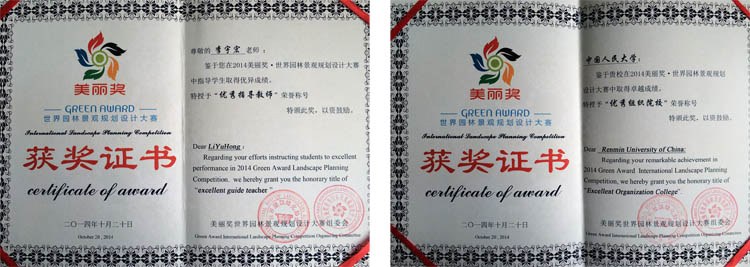 美丽奖
GREEN AWARD
世界园林景观规划设计大赛
International Landscape Planning Competition
获奖证书
certificate of award
二〇一四年十月二十日
October 20, 2014
尊敬的 李宇宏 老师:
鉴于您在2014美丽奖·世界园林景观规划设计大赛
中指导学生取得优异成绩。
特授予“优秀指导教师”荣誉称号
特颁此奖，以资鼓励。
Dear LiYuHong :
Regarding your efforts instructing students to excellent
performance in 2014 Green Award Landscape Planning
Competition. we hereby grant you the honorary title of
"excellent guide teacher"
美丽奖世界园林景观规划设计大赛组委会
Green Award International Landscape Planning Competition Organizing Committee
美丽奖
GREEN AWARD
世界园林景观规划设计大赛
International Landscape Planning Competition
获奖证书
certificate of award
二〇一四年十月二十日
October 20, 2014
中国人民大学:
鉴于贵校在2014美丽奖·世界园林景观规划
设计大赛中取得卓越成绩。
特授予“优秀组织院校”荣誉称号
特颁此奖，以资鼓励。
Dear Renmin University of China:
Regarding your remarkable achievement in
2014 Green Award International Landscape Planning
Competition, we hereby grant you the honorary title of
"Excellent Organization College".
美丽奖世界园林景观规划设计大赛组委会
Green Award International Landscape Planning Competition Organizing Committee